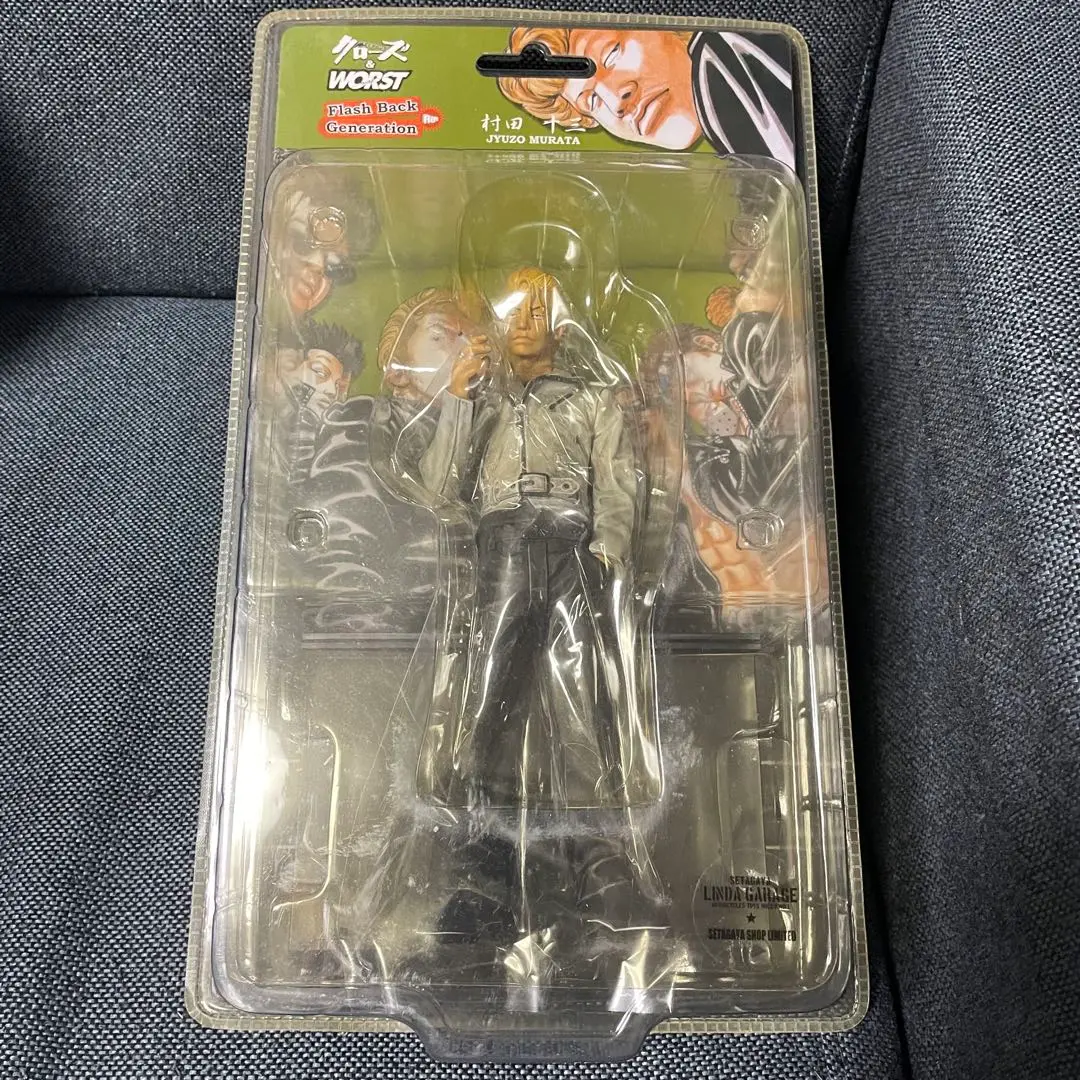 クローズ
&
WORST
Flash Back
Generation Re
村田 十三
JYUZO MURATA
SETAGAYA
LINDA GARAGE
★
SETAGAYA SHOP LIMITED